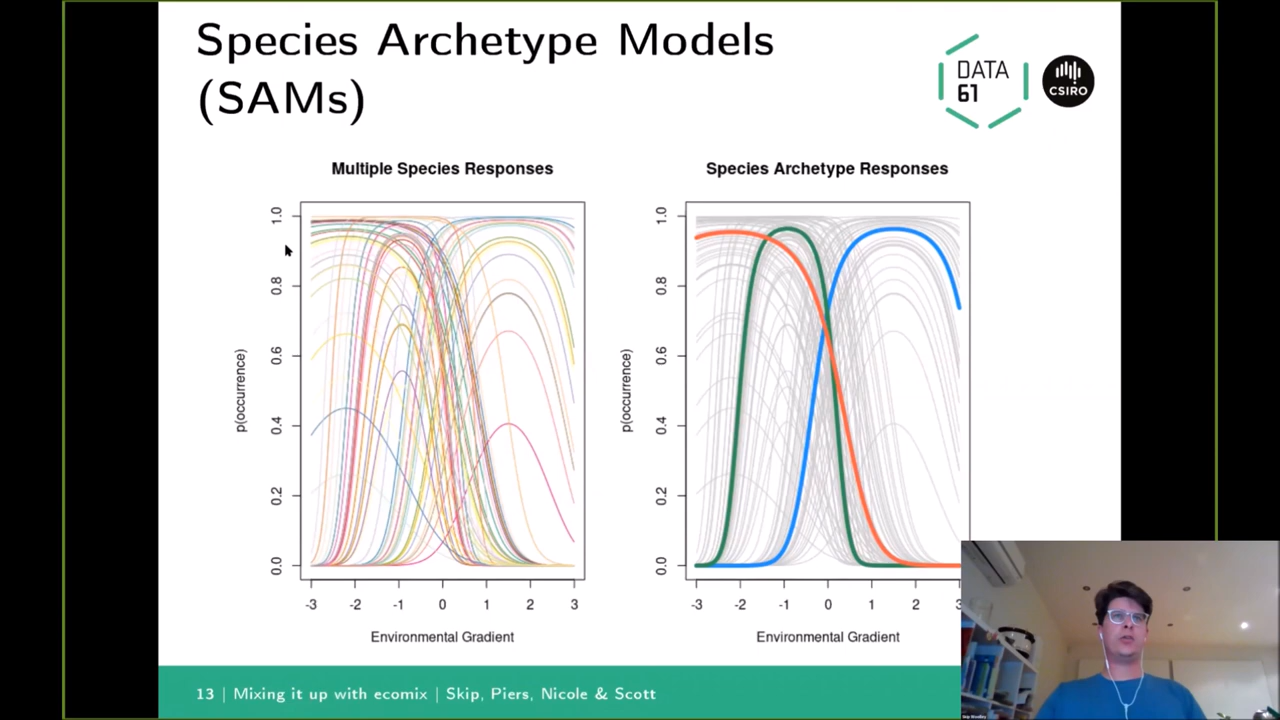 Species Archetype Models
(SAMs)
DATA
61
CSIRO
Multiple Species Responses
p(occurrence)
1.0
0.8
0.6
0.4
0.2
0.0
-3 -2 -1 0 1 2 3
Environmental Gradient
Species Archetype Responses
p(occurrence)
1.0
0.8
0.6
0.4
0.2
0.0
-3 -2 -1 0 1 2 3
Environmental Gradient
13 | Mixing it up with ecomix | Skip, Piers, Nicole & Scott